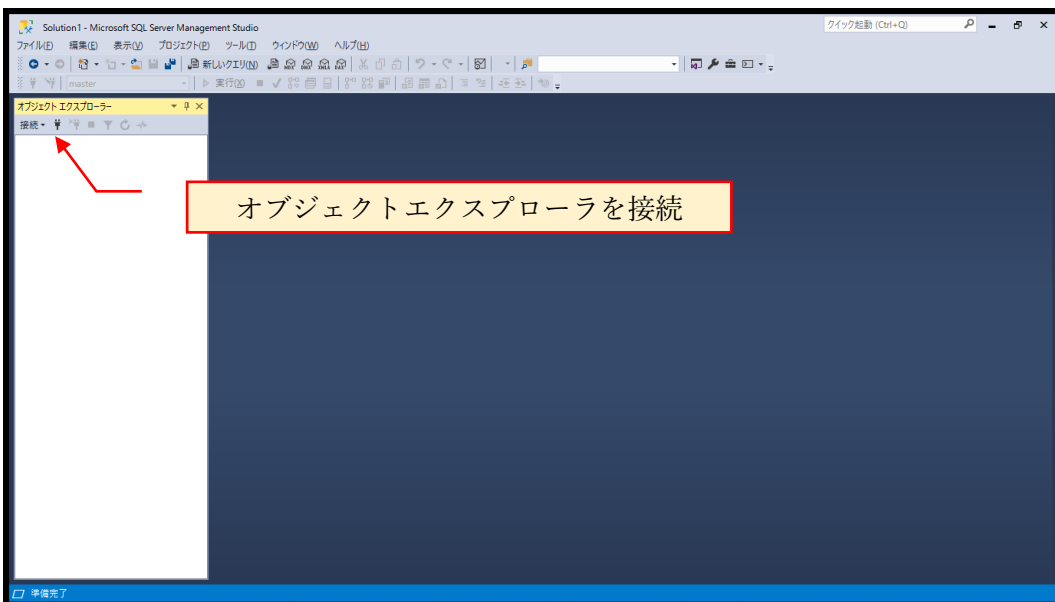 Solution1 - Microsoft SQL Server Management Studio
クイック起動 (Ctrl+Q)
ファイル(F) 編集(E) 表示(V) プロジェクト(P) ツール(T) ウィンドウ(W) ヘルプ(H)
新しいクエリ(N)
master 実行(X)
オブジェクト エクスプローラー
接続
オブジェクトエクスプローラを接続
準備完了